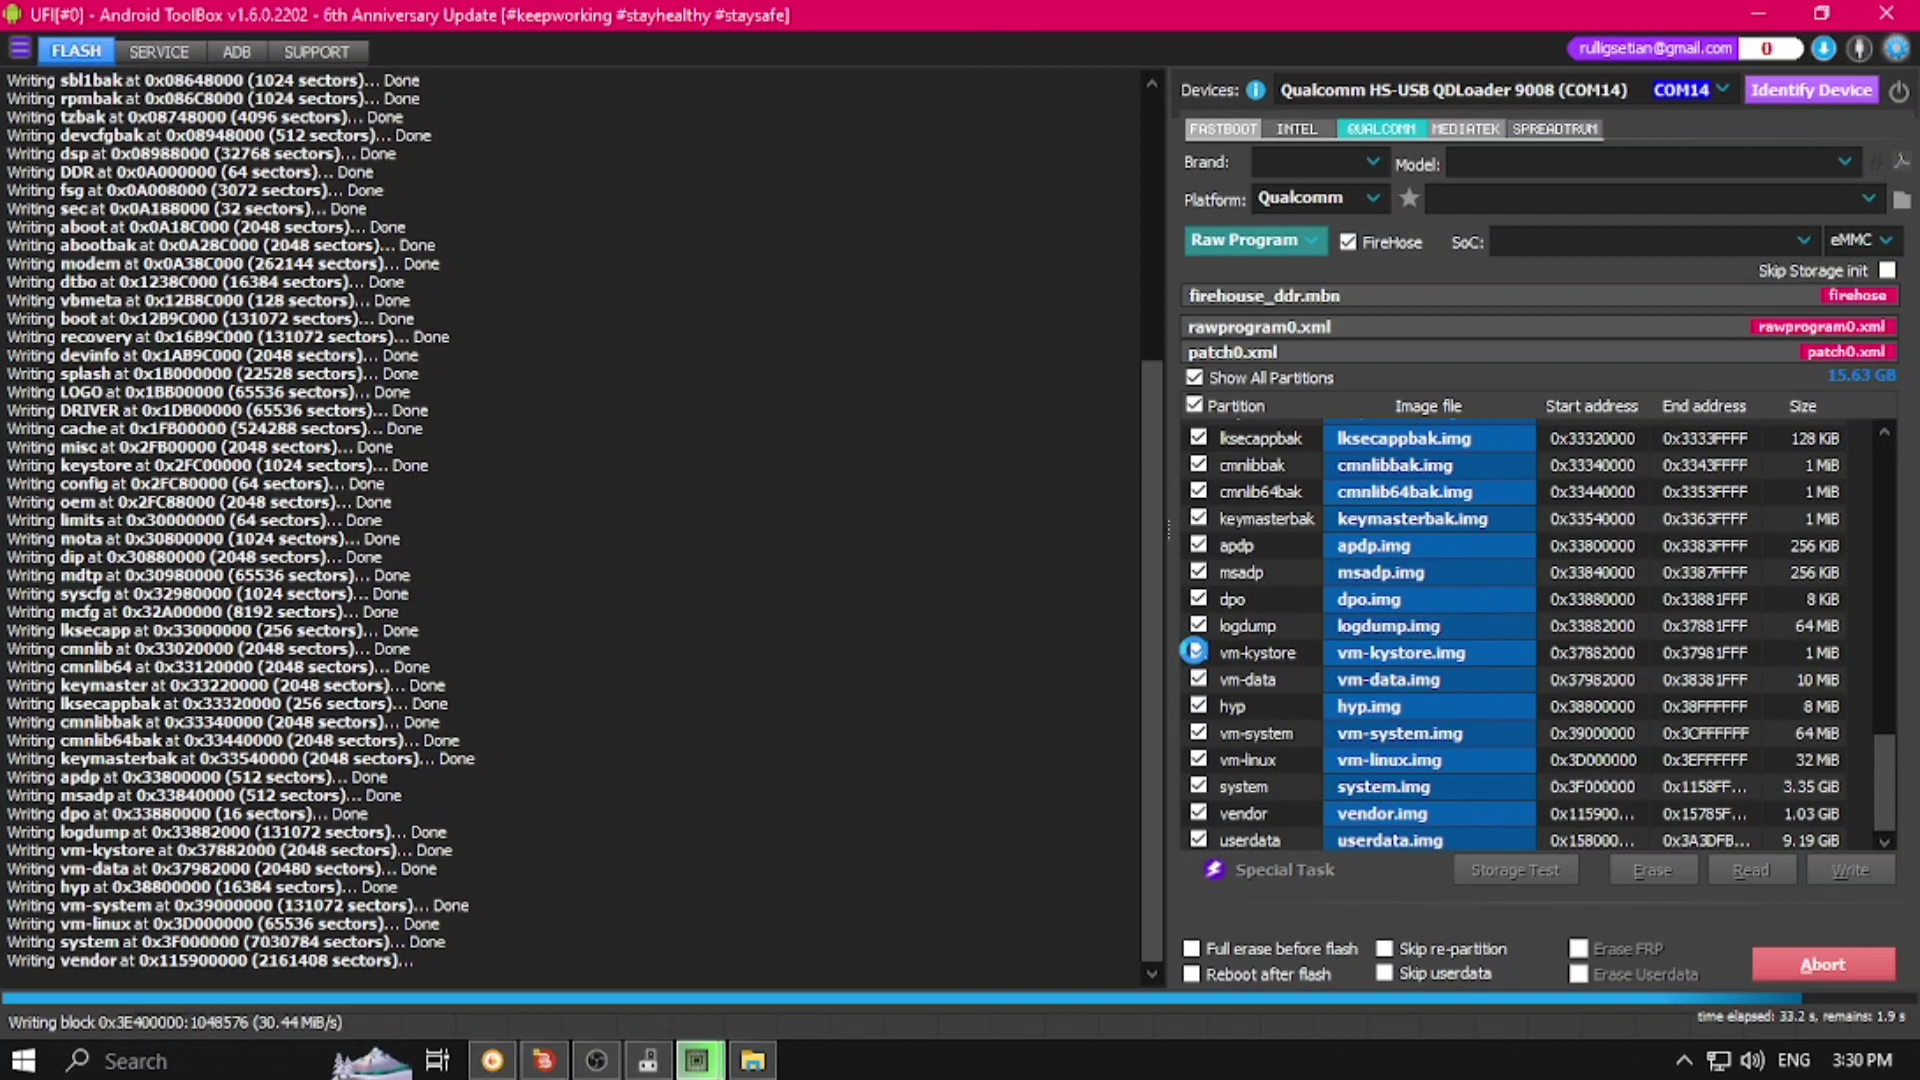 UFI[#0] - Android ToolBox v1.6.0.2202 - 6th Anniversary Update [#keepworking #stayhealthy #staysafe]
FLASH SERVICE ADB SUPPORT
rulligsetian@gmail.com 0
Writing sbl1bak at 0x08648000 (1024 sectors)... Done
Writing rpmbak at 0x086C8000 (1024 sectors)... Done
Writing tzbak at 0x08748000 (4096 sectors)... Done
Writing devcfgbak at 0x08948000 (512 sectors)... Done
Writing dsp at 0x08988000 (32768 sectors)... Done
Writing DDR at 0x0A000000 (64 sectors)... Done
Writing fsg at 0x0A008000 (3072 sectors)... Done
Writing sec at 0x0A188000 (32 sectors)... Done
Writing aboot at 0x0A18C000 (2048 sectors)... Done
Writing abootbak at 0x0A28C000 (2048 sectors)... Done
Writing modem at 0x0A38C000 (262144 sectors)... Done
Writing dtbo at 0x1238C000 (16384 sectors)... Done
Writing vbmeta at 0x12B8C000 (128 sectors)... Done
Writing boot at 0x12B9C000 (131072 sectors)... Done
Writing recovery at 0x16B9C000 (131072 sectors)... Done
Writing devinfo at 0x1AB9C000 (2048 sectors)... Done
Writing splash at 0x1B000000 (22528 sectors)... Done
Writing LOGO at 0x1BB00000 (65536 sectors)... Done
Writing DRIVER at 0x1DB00000 (65536 sectors)... Done
Writing cache at 0x1FB00000 (524288 sectors)... Done
Writing misc at 0x2FB00000 (2048 sectors)... Done
Writing keystore at 0x2FC00000 (1024 sectors)... Done
Writing config at 0x2FC80000 (64 sectors)... Done
Writing oem at 0x2FC88000 (2048 sectors)... Done
Writing limits at 0x30000000 (64 sectors)... Done
Writing mota at 0x30800000 (1024 sectors)... Done
Writing dip at 0x30880000 (2048 sectors)... Done
Writing mdtp at 0x30980000 (65536 sectors)... Done
Writing syscfg at 0x32980000 (1024 sectors)... Done
Writing mcfg at 0x32A00000 (8192 sectors)... Done
Writing lksecapp at 0x33000000 (256 sectors)... Done
Writing cmnlib at 0x33020000 (2048 sectors)... Done
Writing cmnlib64 at 0x33120000 (2048 sectors)... Done
Writing keymaster at 0x33220000 (2048 sectors)... Done
Writing lksecappbak at 0x33320000 (256 sectors)... Done
Writing cmnlibbak at 0x33340000 (2048 sectors)... Done
Writing cmnlib64bak at 0x33440000 (2048 sectors)... Done
Writing keymasterbak at 0x33540000 (2048 sectors)... Done
Writing apdp at 0x33800000 (512 sectors)... Done
Writing msadp at 0x33840000 (512 sectors)... Done
Writing dpo at 0x33880000 (16 sectors)... Done
Writing logdump at 0x33882000 (131072 sectors)... Done
Writing vm-kystore at 0x37882000 (2048 sectors)... Done
Writing vm-data at 0x37982000 (20480 sectors)... Done
Writing hyp at 0x38800000 (16384 sectors)... Done
Writing vm-system at 0x39000000 (131072 sectors)... Done
Writing vm-linux at 0x3D000000 (65536 sectors)... Done
Writing system at 0x3F000000 (7030784 sectors)... Done
Writing vendor at 0x115900000 (2161408 sectors)...
Devices: Qualcomm HS-USB QDLoader 9008 (COM14) COM14 Identify Device
FASTBOOT INTEL QUALCOMM MEDIATEK SPREADTRUM
Brand: Model:
Platform: Qualcomm
Raw Program FireHose SoC: eMMC
Skip Storage init
firehouse_ddr.mbn firehose
rawprogram0.xml rawprogram0.xml
patch0.xml patch0.xml
Show All Partitions 15.63 GB
Partition Image file Start address End address Size
lksecappbak lksecappbak.img 0x33320000 0x3333FFFF 128 KiB
cmnlibbak cmnlibbak.img 0x33340000 0x3343FFFF 1 MiB
cmnlib64bak cmnlib64bak.img 0x33440000 0x3353FFFF 1 MiB
keymasterbak keymasterbak.img 0x33540000 0x3363FFFF 1 MiB
apdp apdp.img 0x33800000 0x3383FFFF 256 KiB
msadp msadp.img 0x33840000 0x3387FFFF 256 KiB
dpo dpo.img 0x33880000 0x33881FFF 8 KiB
logdump logdump.img 0x33882000 0x37881FFF 64 MiB
vm-kystore vm-kystore.img 0x37882000 0x37981FFF 1 MiB
vm-data vm-data.img 0x37982000 0x38381FFF 10 MiB
hyp hyp.img 0x38800000 0x38FFFFFF 8 MiB
vm-system vm-system.img 0x39000000 0x3CFFFFFF 64 MiB
vm-linux vm-linux.img 0x3D000000 0x3EFFFFFF 32 MiB
system system.img 0x3F000000 0x1158FF... 3.35 GiB
vendor vendor.img 0x115900... 0x15785F... 1.03 GiB
userdata userdata.img 0x158000... 0x3A3DFB... 9.19 GiB
Special Task Storage Test Erase Read Write
Full erase before flash Skip re-partition Erase FRP
Reboot after flash Skip userdata Erase Userdata
Abort
Writing block 0x3E400000:1048576 (30.44 MiB/s)
time elapsed: 33.2 s, remains: 1.9 s
Search
ENG 3:30 PM